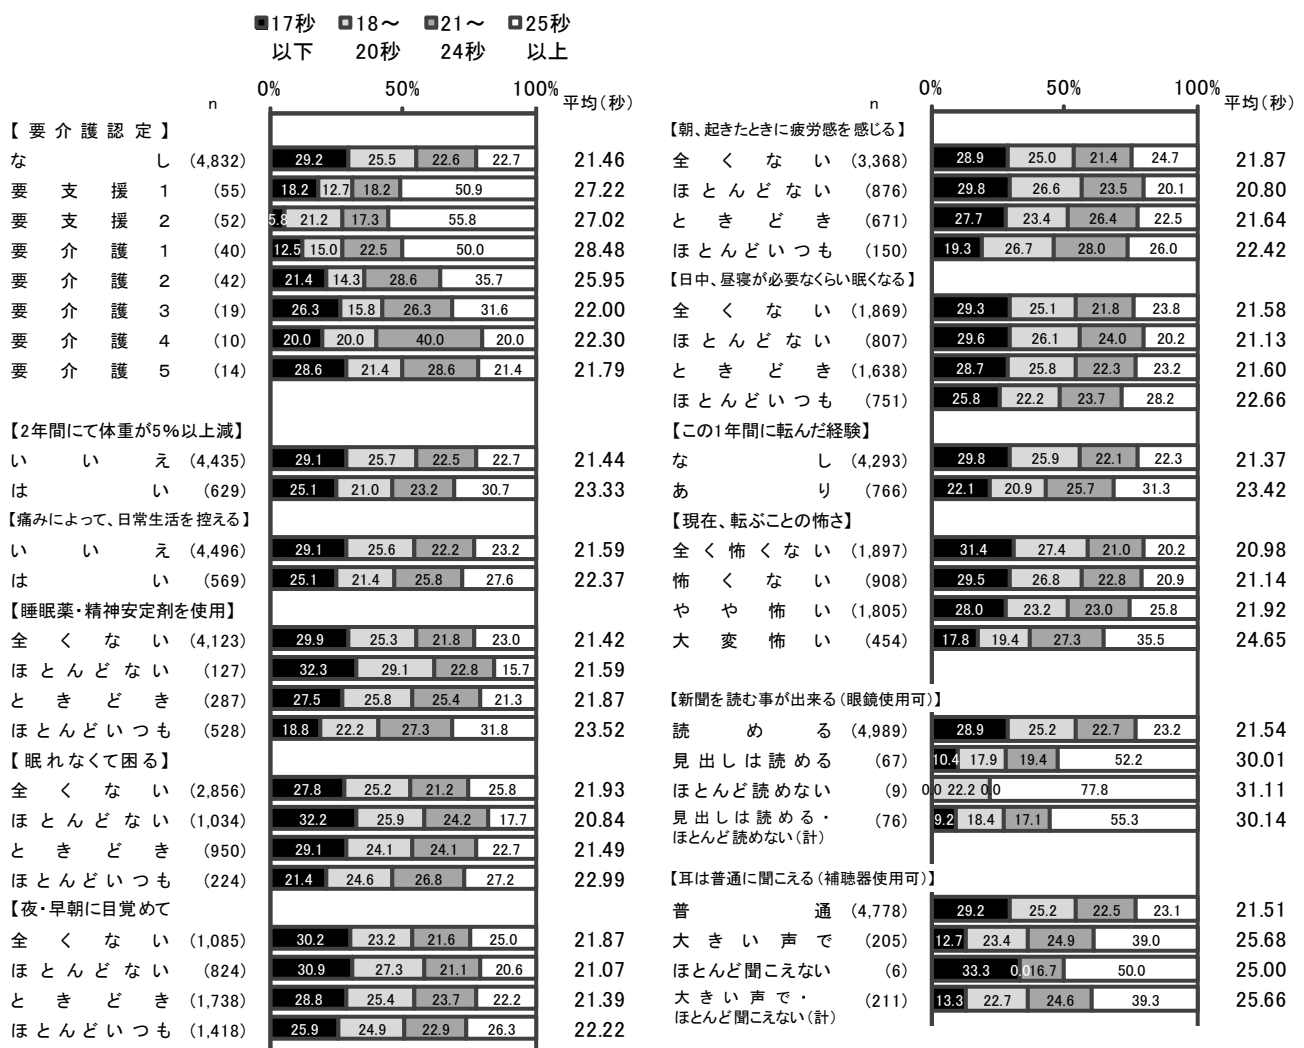 ■17秒以下 □18～20秒 ■21～24秒 □25秒以上
n 0% 50% 100% 平均(秒)
【要介護認定】
なし (4,832) 29.2 25.5 22.6 22.7 21.46
要支援1 (55) 18.2 12.7 18.2 50.9 27.22
要支援2 (52) 5.8 21.2 17.3 55.8 27.02
要介護1 (40) 12.5 15.0 22.5 50.0 28.48
要介護2 (42) 21.4 14.3 28.6 35.7 25.95
要介護3 (19) 26.3 15.8 26.3 31.6 22.00
要介護4 (10) 20.0 20.0 40.0 20.0 22.30
要介護5 (14) 28.6 21.4 28.6 21.4 21.79
【2年間にて体重が5%以上減】
いいえ (4,435) 29.1 25.7 22.5 22.7 21.44
はい (629) 25.1 21.0 23.2 30.7 23.33
【痛みによって、日常生活を控える】
いいえ (4,496) 29.1 25.6 22.2 23.2 21.59
はい (569) 25.1 21.4 25.8 27.6 22.37
【睡眠薬・精神安定剤を使用】
全くない (4,123) 29.9 25.3 21.8 23.0 21.42
ほとんどない (127) 32.3 29.1 22.8 15.7 21.59
ときどき (287) 27.5 25.8 25.4 21.3 21.87
ほとんどいつも (528) 18.8 22.2 27.3 31.8 23.52
【眠れなくて困る】
全くない (2,856) 27.8 25.2 21.2 25.8 21.93
ほとんどない (1,034) 32.2 25.9 24.2 17.7 20.84
ときどき (950) 29.1 24.1 24.1 22.7 21.49
ほとんどいつも (224) 21.4 24.6 26.8 27.2 22.99
【夜・早朝に目覚めて
全くない (1,085) 30.2 23.2 21.6 25.0 21.87
ほとんどない (824) 30.9 27.3 21.1 20.6 21.07
ときどき (1,738) 28.8 25.4 23.7 22.2 21.39
ほとんどいつも (1,418) 25.9 24.9 22.9 26.3 22.22
n 0% 50% 100% 平均(秒)
【朝、起きたときに疲労感を感じる】
全くない (3,368) 28.9 25.0 21.4 24.7 21.87
ほとんどない (876) 29.8 26.6 23.5 20.1 20.80
ときどき (671) 27.7 23.4 26.4 22.5 21.64
ほとんどいつも (150) 19.3 26.7 28.0 26.0 22.42
【日中、昼寝が必要なくらい眠くなる】
全くない (1,869) 29.3 25.1 21.8 23.8 21.58
ほとんどない (807) 29.6 26.1 24.0 20.2 21.13
ときどき (1,638) 28.7 25.8 22.3 23.2 21.60
ほとんどいつも (751) 25.8 22.2 23.7 28.2 22.66
【この1年間に転んだ経験】
なし (4,293) 29.8 25.9 22.1 22.3 21.37
あり (766) 22.1 20.9 25.7 31.3 23.42
【現在、転ぶことの怖さ】
全く怖くない (1,897) 31.4 27.4 21.0 20.2 20.98
怖くない (908) 29.5 26.8 22.8 20.9 21.14
やや怖い (1,805) 28.0 23.2 23.0 25.8 21.92
大変怖い (454) 17.8 19.4 27.3 35.5 24.65
【新聞を読む事が出来る(眼鏡使用可)】
読める (4,989) 28.9 25.2 22.7 23.2 21.54
見出しは読める (67) 10.4 17.9 19.4 52.2 30.01
ほとんど読めない (9) 0.0 22.2 0.0 77.8 31.11
見出しは読める・
ほとんど読めない(計) (76) 9.2 18.4 17.1 55.3 30.14
【耳は普通に聞こえる(補聴器使用可)】
普通 (4,778) 29.2 25.2 22.5 23.1 21.51
大きい声で (205) 12.7 23.4 24.9 39.0 25.68
ほとんど聞こえない (6) 33.3 0.0 16.7 50.0 25.00
大きい声で・
ほとんど聞こえない(計) (211) 13.3 22.7 24.6 39.3 25.66